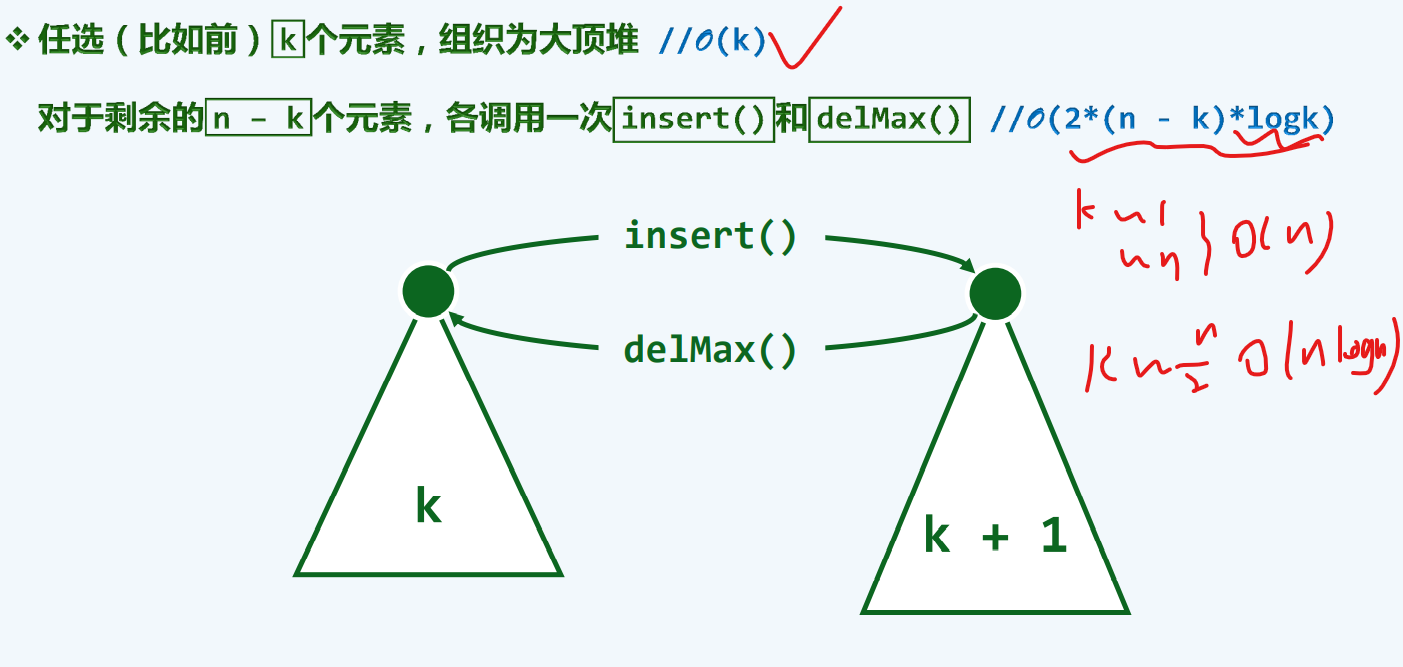 ❖ 任选（比如前）k个元素，组织为大顶堆 //O(k)
对于剩余的n - k个元素，各调用一次insert()和delMax() //O(2*(n - k)*logk)
insert()
delMax()
k
k + 1
k ~ 1
~ n } O(n)
k ~ n/2 O(nlogn)